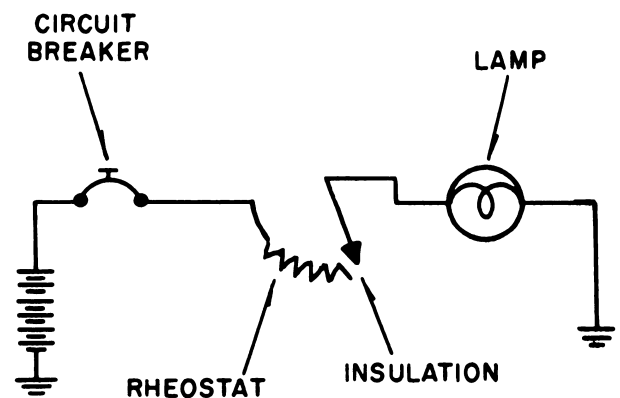 CIRCUIT
BREAKER
LAMP
RHEOSTAT
INSULATION